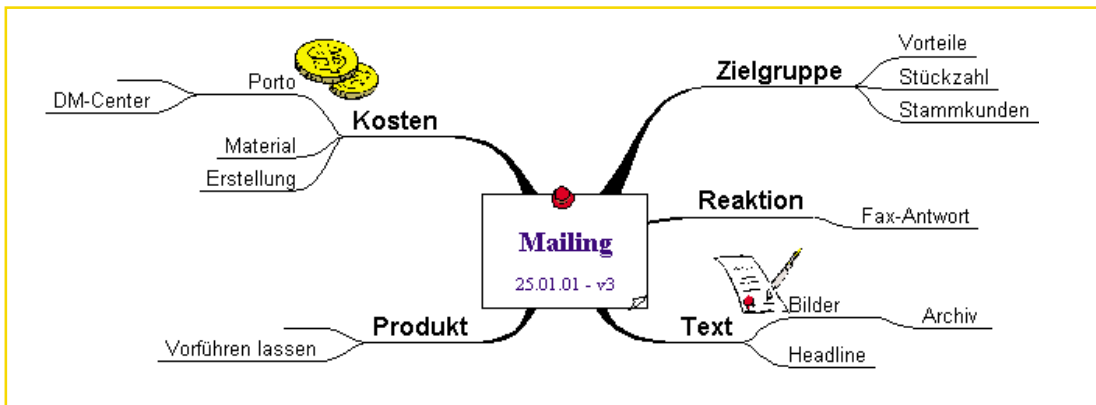 Mailing
25.01.01 - v3
Zielgruppe
Vorteile
Stückzahl
Stammkunden
Reaktion
Fax-Antwort
Text
Bilder
Archiv
Headline
Produkt
Vorführen lassen
Kosten
Porto
DM-Center
Material
Erstellung